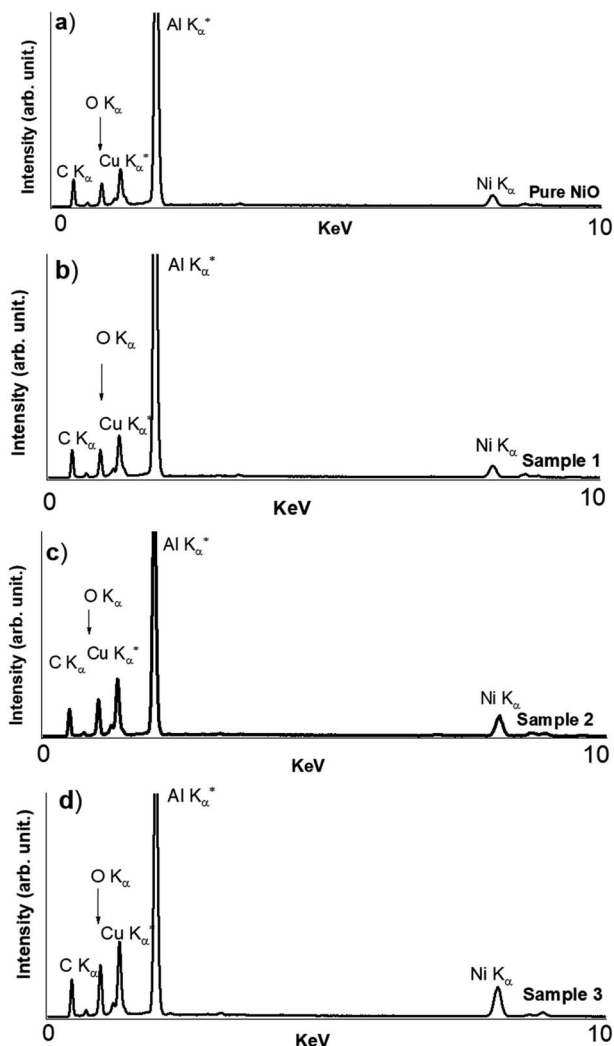 a)
Al Kα*
O Kα
Cu Kα*
C Kα
Ni Kα
Pure NiO
Intensity (arb. unit.)
0
KeV
10
b)
Al Kα*
O Kα
Cu Kα*
C Kα
Ni Kα
Sample 1
Intensity (arb. unit.)
0
KeV
10
c)
Al Kα*
O Kα
Cu Kα*
C Kα
Ni Kα
Sample 2
Intensity (arb. unit.)
0
KeV
10
d)
Al Kα*
O Kα
Cu Kα*
C Kα
Ni Kα
Sample 3
Intensity (arb. unit.)
0
KeV
10